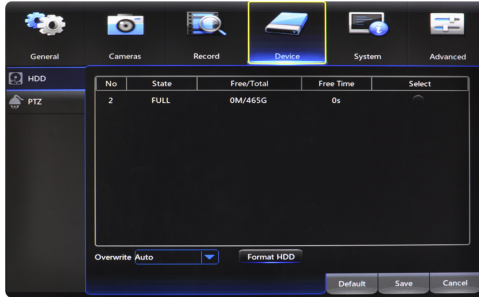 General Cameras Record Device System Advanced
HDD
PTZ
No State Free/Total Free Time Select
2 FULL 0M/465G 0s
Overwrite Auto Format HDD
Default Save Cancel